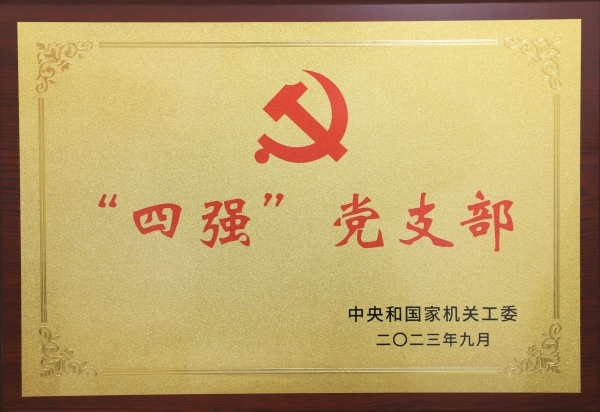 “四强”党支部
中央和国家机关工委
二〇二三年九月